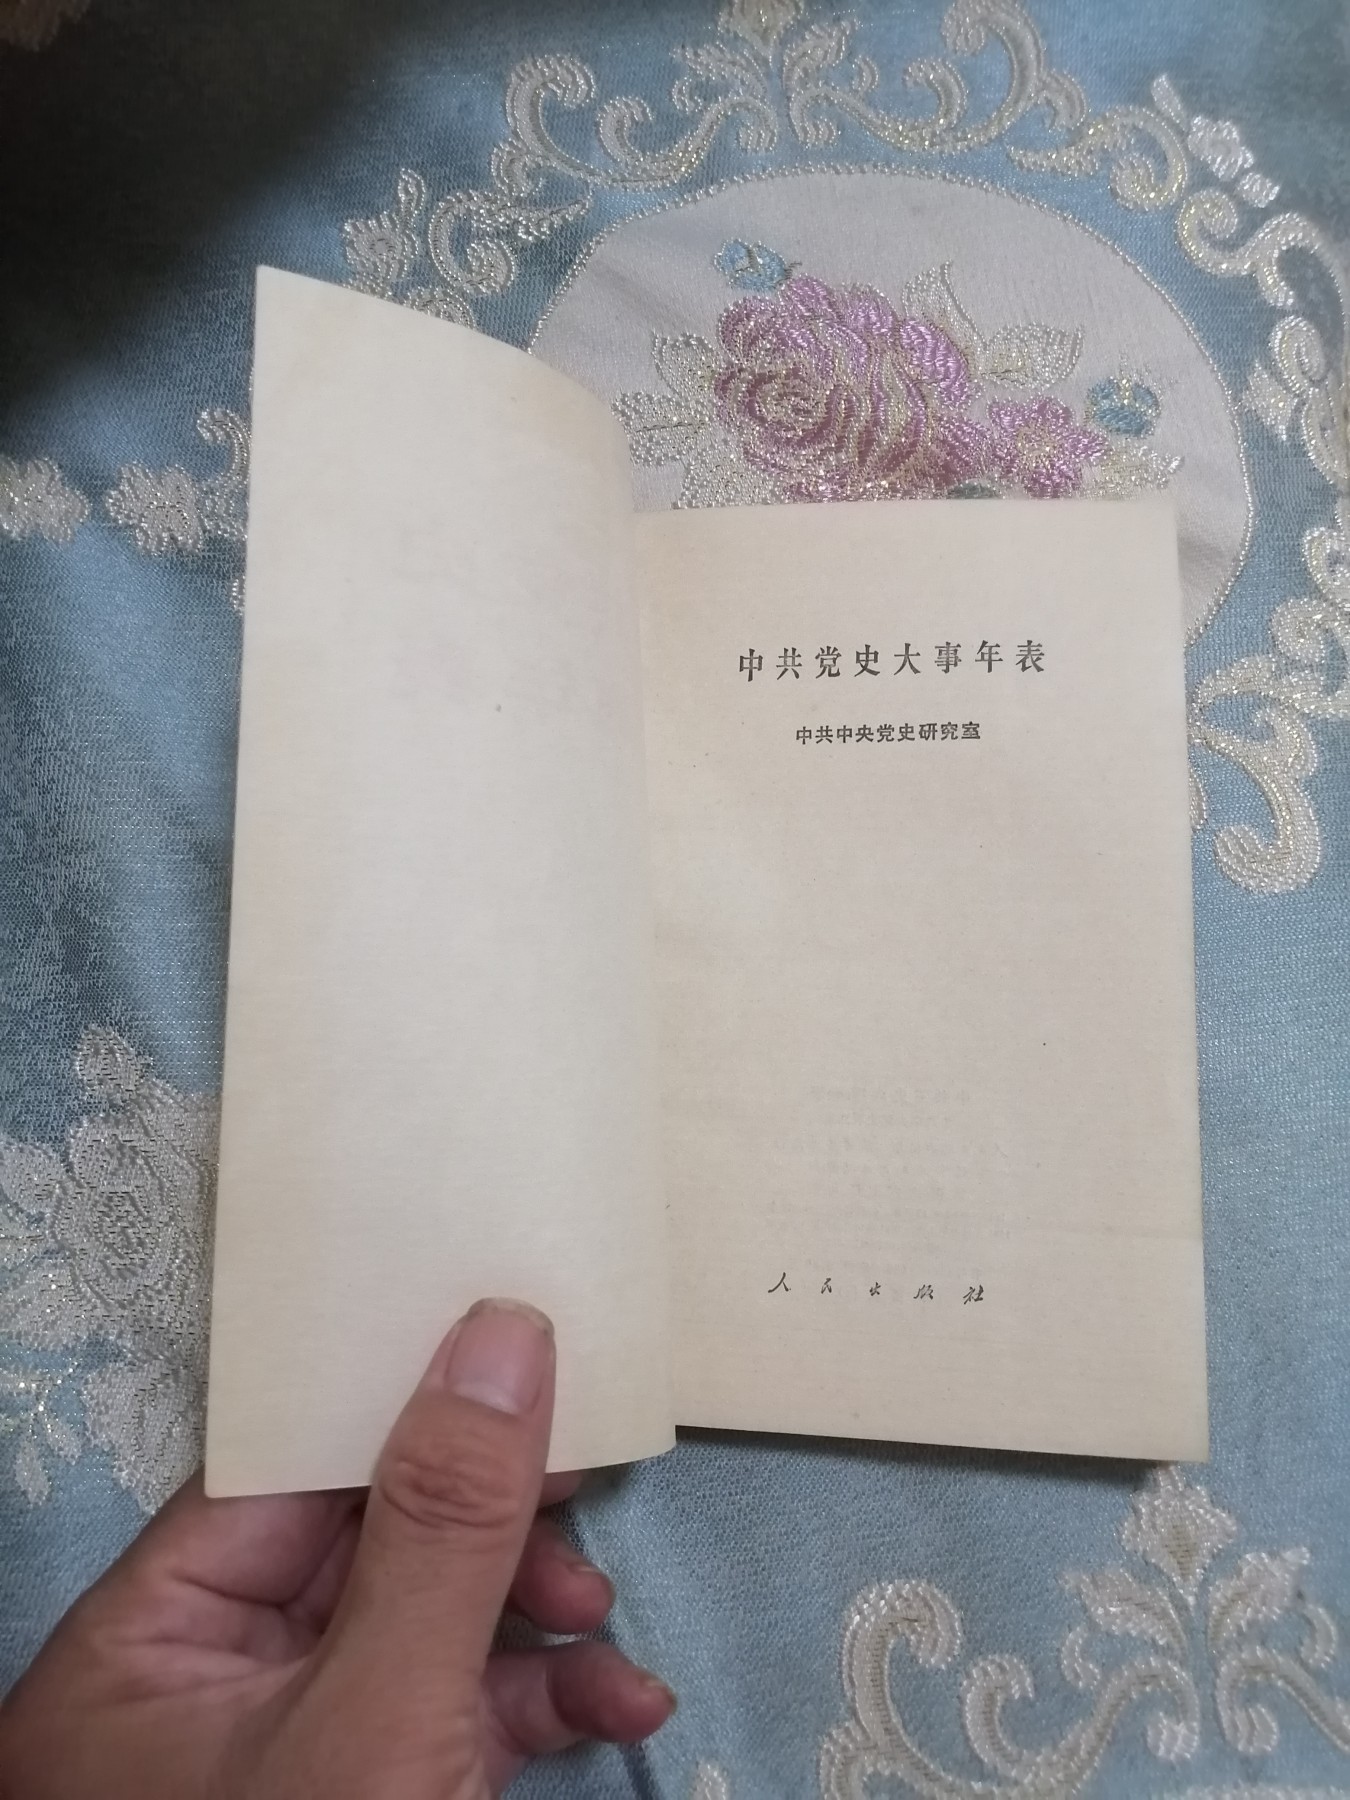 中共党史大事年表
中共中央党史研究室
人民出版社